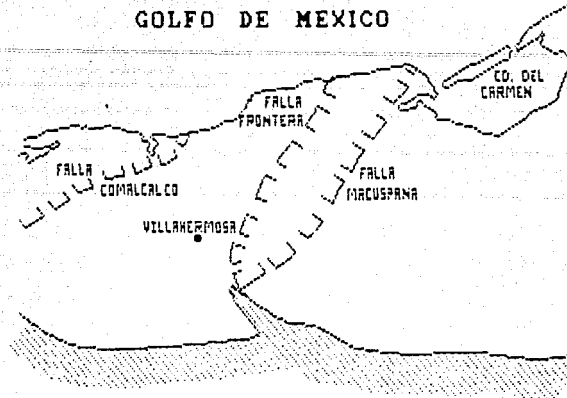 GOLFO DE MEXICO
CD. DEL
CARMEN
FALLA
FRONTERA
FALLA
COMALCALCO
FALLA
MACUSPANA
VILLAHERMOSA